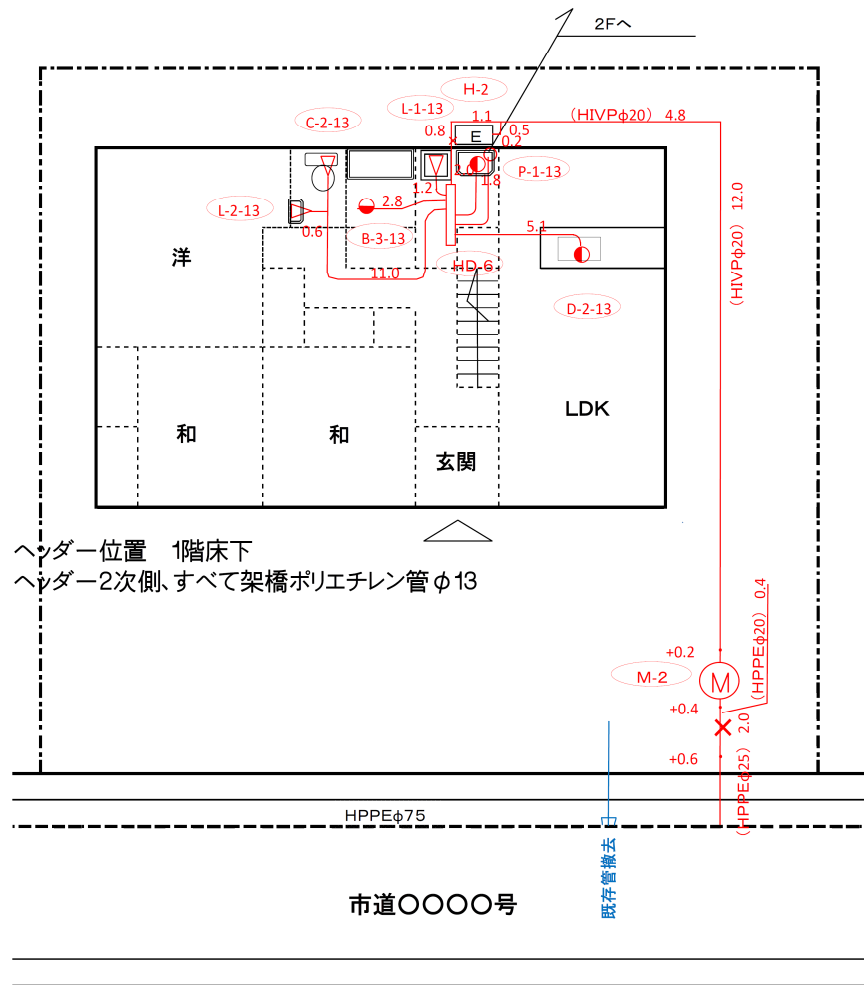 2Fへ
H-2
L-1-13
C-2-13
1.1
(HIVPφ20) 4.8
0.8
E
0.5
0.2
P-1-13
2.0
1.8
1.2
L-2-13
2.8
0.6
B-3-13
5.1
(HIVPφ20) 12.0
洋
11.0
HD-6
D-2-13
LDK
和
和
玄関
ヘッダー位置 1階床下
ヘッダー2次側、すべて架橋ポリエチレン管φ13
(HPPEφ20) 0.4
+0.2
M-2
M
+0.4
(HPPEφ25) 2.0
+0.6
HPPEφ75
既存管撤去
市道〇〇〇〇号